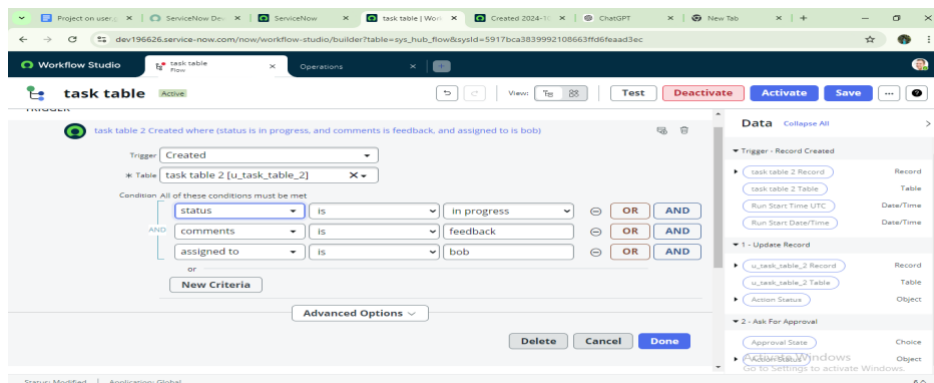 Project on user
ServiceNow De
ServiceNow
task table | Wor
Created 2024-10
ChatGPT
New Tab
dev196626.service-now.com/now/workflow-studio/builder?table=sys_hub_flow&sysId=5917bca3839992108663ffd6feaad3ec
Workflow Studio
task table
Flow
Operations
task table Active
View:
Test Deactivate Activate Save
TRIGGER
task table 2 Created where (status is in progress, and comments is feedback, and assigned to is bob)
Trigger Created
* Table task table 2 [u_task_table_2]
Condition All of these conditions must be met
status is in progress OR AND
AND comments is feedback OR AND
assigned to is bob OR AND
or
New Criteria
Advanced Options
Delete Cancel Done
Data Collapse All
Trigger - Record Created
task table 2 Record Record
task table 2 Table Table
Run Start Time UTC Date/Time
Run Start Date/Time Date/Time
1 - Update Record
u_task_table_2 Record Record
u_task_table_2 Table Table
Action Status Object
2 - Ask For Approval
Approval State Choice
Action Status Object
Activate Windows
Go to Settings to activate Windows.
Status: Modified | Application: Global